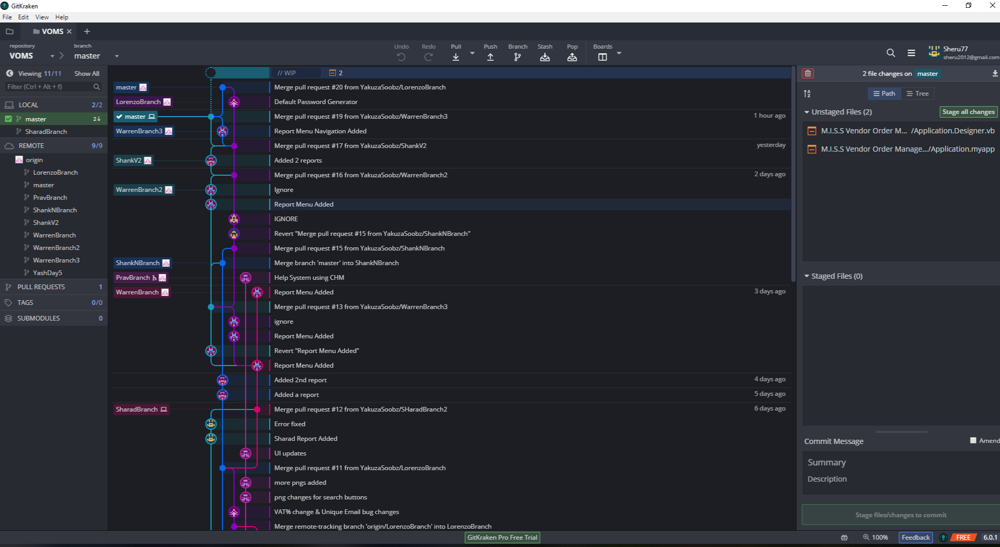 GitKraken
File Edit View Help
VOMS
repository
VOMS
branch
master
Undo Redo Pull Push Branch Stash Pop Boards
Sheru77
sheru2012@gmail.com
Viewing 11/11 Show All
Filter (Ctrl + Alt + f)
LOCAL 2/2
master 2
SharadBranch
REMOTE 9/9
origin
LorenzoBranch
master
PravBranch
ShankNBranch
ShankV2
WarrenBranch
WarrenBranch2
WarrenBranch3
YashDay5
PULL REQUESTS 1
TAGS 0/0
SUBMODULES 0
// WIP 2
master Merge pull request #20 from YakuzaSoobz/LorenzoBranch
LorenzoBranch Default Password Generator
master Merge pull request #19 from YakuzaSoobz/WarrenBranch3 1 hour ago
WarrenBranch3 Report Menu Navigation Added
Merge pull request #17 from YakuzaSoobz/ShankV2 yesterday
ShankV2 Added 2 reports
Merge pull request #16 from YakuzaSoobz/WarrenBranch2 2 days ago
WarrenBranch2 Ignore
Report Menu Added
IGNORE
Revert "Merge pull request #15 from YakuzaSoobz/ShankNBranch"
Merge pull request #15 from YakuzaSoobz/ShankNBranch
ShankNBranch Merge branch 'master' into ShankNBranch
PravBranch Help System using CHM
WarrenBranch Report Menu Added 3 days ago
Merge pull request #13 from YakuzaSoobz/WarrenBranch3
ignore
Report Menu Added
Revert "Report Menu Added"
Report Menu Added
Added 2nd report 4 days ago
Added a report 5 days ago
SharadBranch Merge pull request #12 from YakuzaSoobz/SHaradBranch2 6 days ago
Error fixed
Sharad Report Added
UI updates
Merge pull request #11 from YakuzaSoobz/LorenzoBranch
more pngs added
png changes for search buttons
VAT% change & Unique Email bug changes
Merge remote-tracking branch 'origin/LorenzoBranch' into LorenzoBranch
2 file changes on master
Path Tree
Unstaged Files (2) Stage all changes
M.I.S.S Vendor Order M... /Application.Designer.vb
M.I.S.S Vendor Order Manage.../Application.myapp
Staged Files (0)
Commit Message Amend
Summary
Description
Stage files/changes to commit
GitKraken Pro Free Trial 100% Feedback FREE 6.0.1